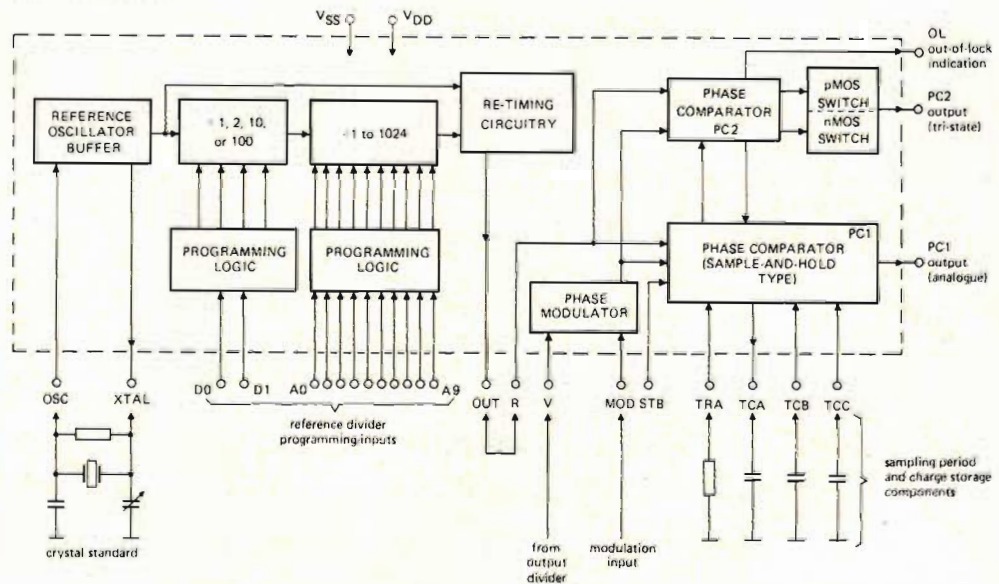 VSS
VDD
OL
out-of-lock
indication
REFERENCE
OSCILLATOR
BUFFER
1, 2, 10,
or 100
1 to 1024
RE-TIMING
CIRCUITRY
PHASE
COMPARATOR
PC2
pMOS
SWITCH
nMOS
SWITCH
PC2
output
(tri-state)
PROGRAMMING
LOGIC
PROGRAMMING
LOGIC
PC1
PHASE COMPARATOR
(SAMPLE-AND-HOLD
TYPE)
PC1
output
(analogue)
PHASE
MODULATOR
OSC
XTAL
D0
D1
A0
A9
OUT
R
V
MOD
STB
TRA
TCA
TCB
TCC
reference divider
programming inputs
sampling period
and charge storage
components
crystal standard
from
output
divider
modulation
input